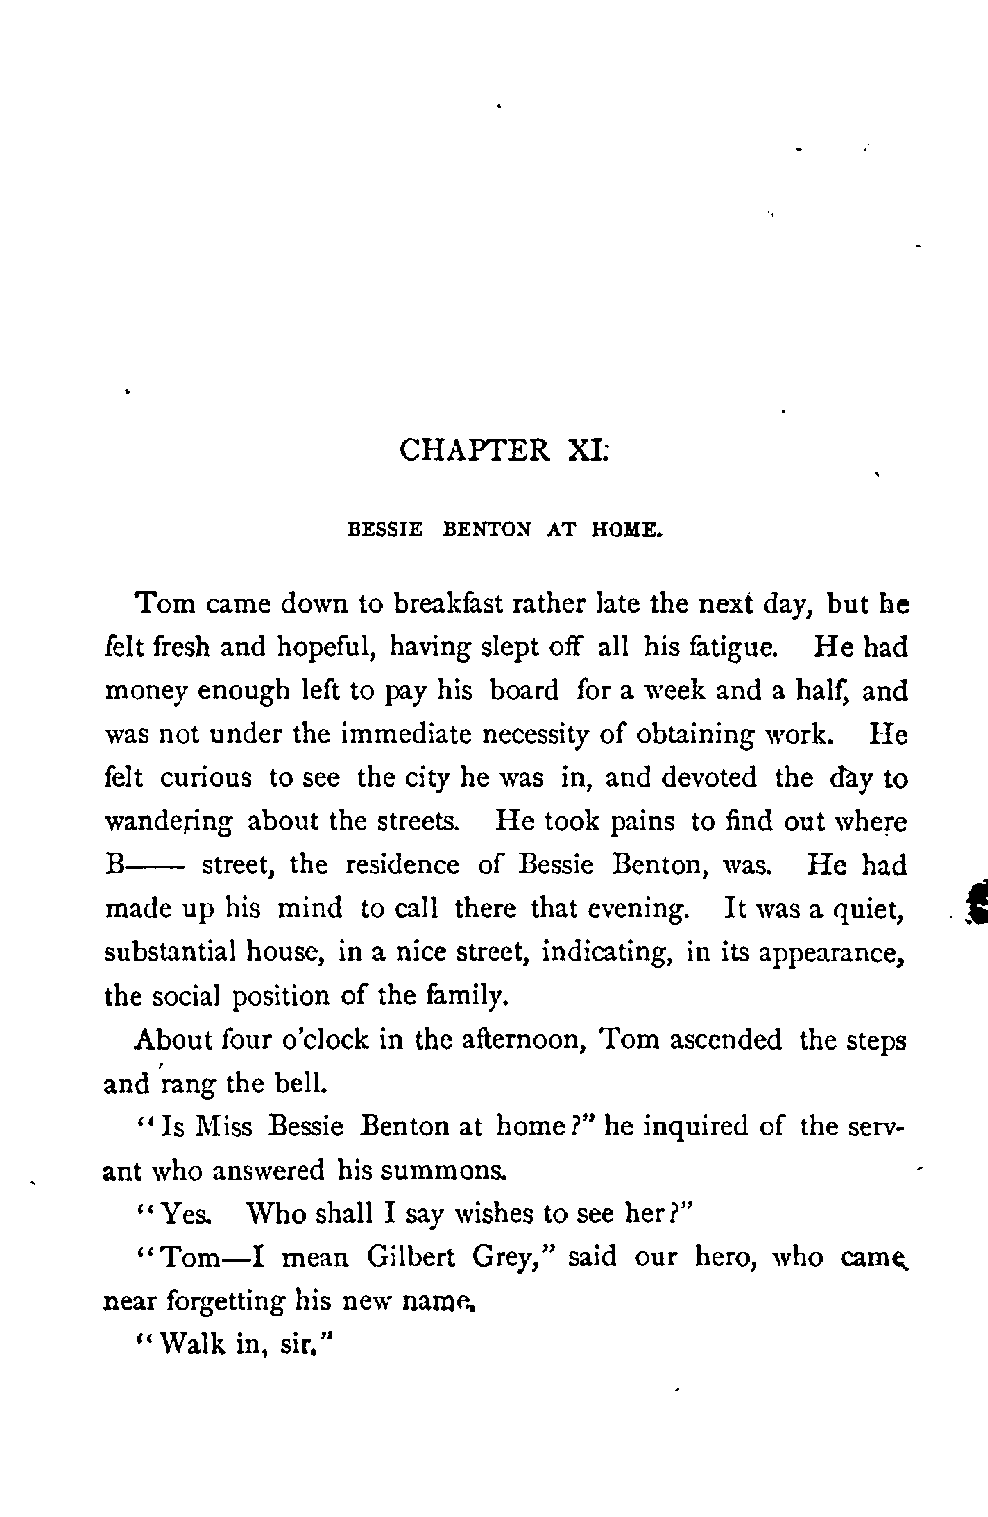 CHAPTER XI.
BESSIE BENTON AT HOME.
Tom came down to breakfast rather late the next day, but he
felt fresh and hopeful, having slept off all his fatigue. He had
money enough left to pay his board for a week and a half, and
was not under the immediate necessity of obtaining work. He
felt curious to see the city he was in, and devoted the day to
wandering about the streets. He took pains to find out where
B—— street, the residence of Bessie Benton, was. He had
made up his mind to call there that evening. It was a quiet,
substantial house, in a nice street, indicating, in its appearance,
the social position of the family.
About four o'clock in the afternoon, Tom ascended the steps
and rang the bell.
"Is Miss Bessie Benton at home?" he inquired of the serv-
ant who answered his summons.
"Yes. Who shall I say wishes to see her?"
"Tom—I mean Gilbert Grey," said our hero, who came
near forgetting his new name.
"Walk in, sir."